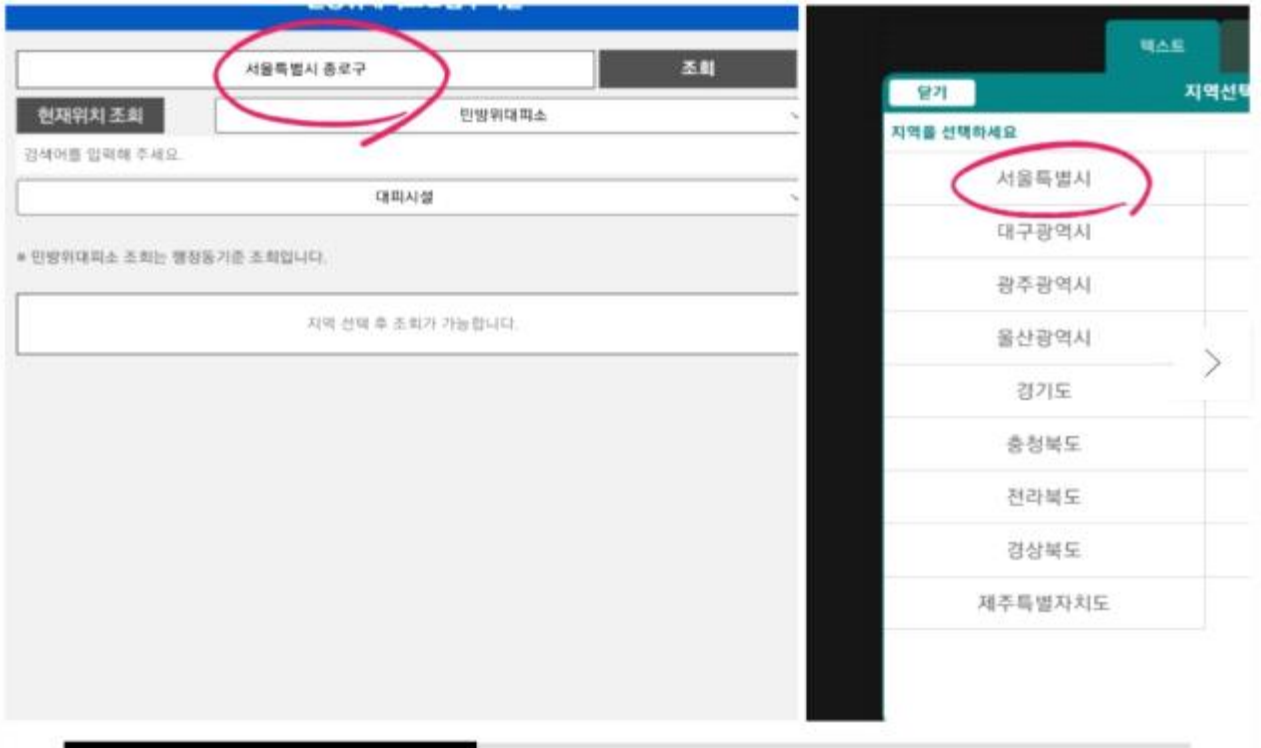 서울특별시 종로구
조회
현재위치 조회
민방위대피소
검색어를 입력해 주세요.
대피시설
※ 민방위대피소 조회는 행정동기준 조회입니다.
지역 선택 후 조회가 가능합니다.
텍스트
닫기
지역선택
지역을 선택하세요
서울특별시
대구광역시
광주광역시
울산광역시
경기도
충청북도
전라북도
경상북도
제주특별자치도